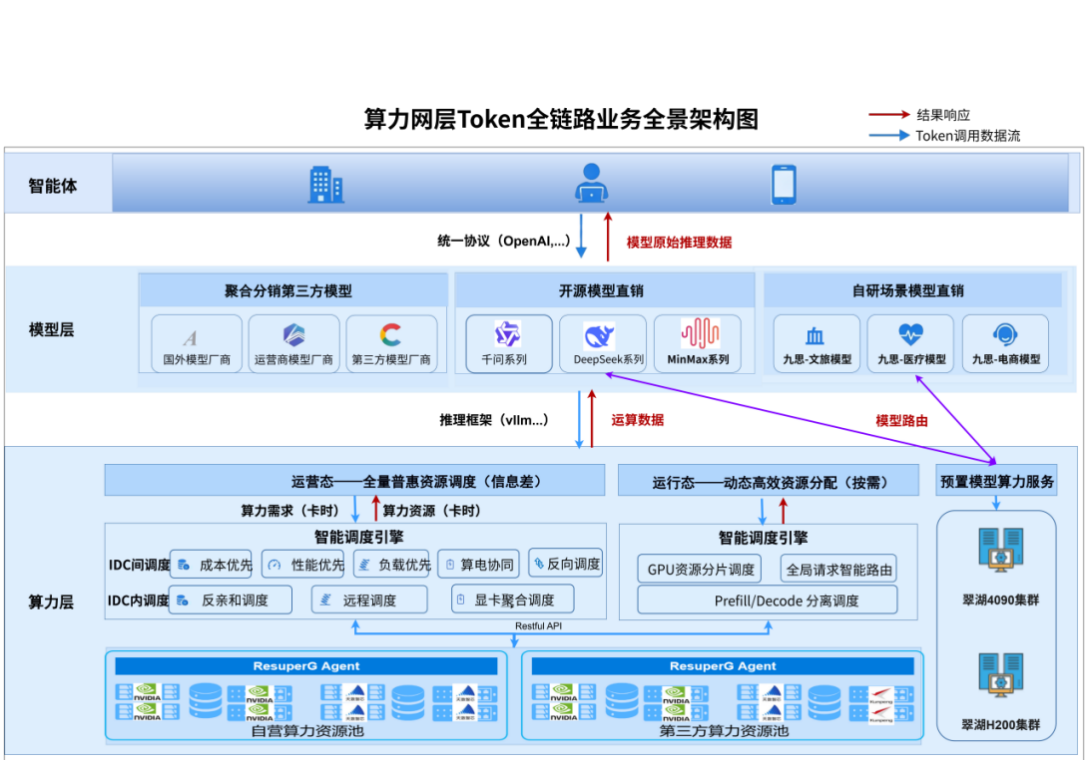 算力网层Token全链路业务全景架构图
结果响应
Token调用数据流
智能体
统一协议（OpenAI,...）
模型原始推理数据
模型层
聚合分销第三方模型
开源模型直销
自研场景模型直销
国外模型厂商
运营商模型厂商
第三方模型厂商
千问系列
DeepSeek系列
MinMax系列
九思-文旅模型
九思-医疗模型
九思-电商模型
推理框架（vllm...）
运算数据
模型路由
算力层
运营态——全量普惠资源调度（信息差）
运行态——动态高效资源分配（按需）
预置模型算力服务
算力需求（卡时）
算力资源（卡时）
智能调度引擎
智能调度引擎
IDC间调度
成本优先
性能优先
负载优先
算电协同
反向调度
GPU资源分片调度
全局请求智能路由
IDC内调度
反亲和调度
远程调度
显卡聚合调度
Prefill/Decode 分离调度
翠湖4090集群
Restful API
ResuperG Agent
ResuperG Agent
NVIDIA
NVIDIA
NVIDIA
NVIDIA
NVIDIA
NVIDIA
NVIDIA
NVIDIA
Kunpeng
Kunpeng
自营算力资源池
第三方算力资源池
翠湖H200集群